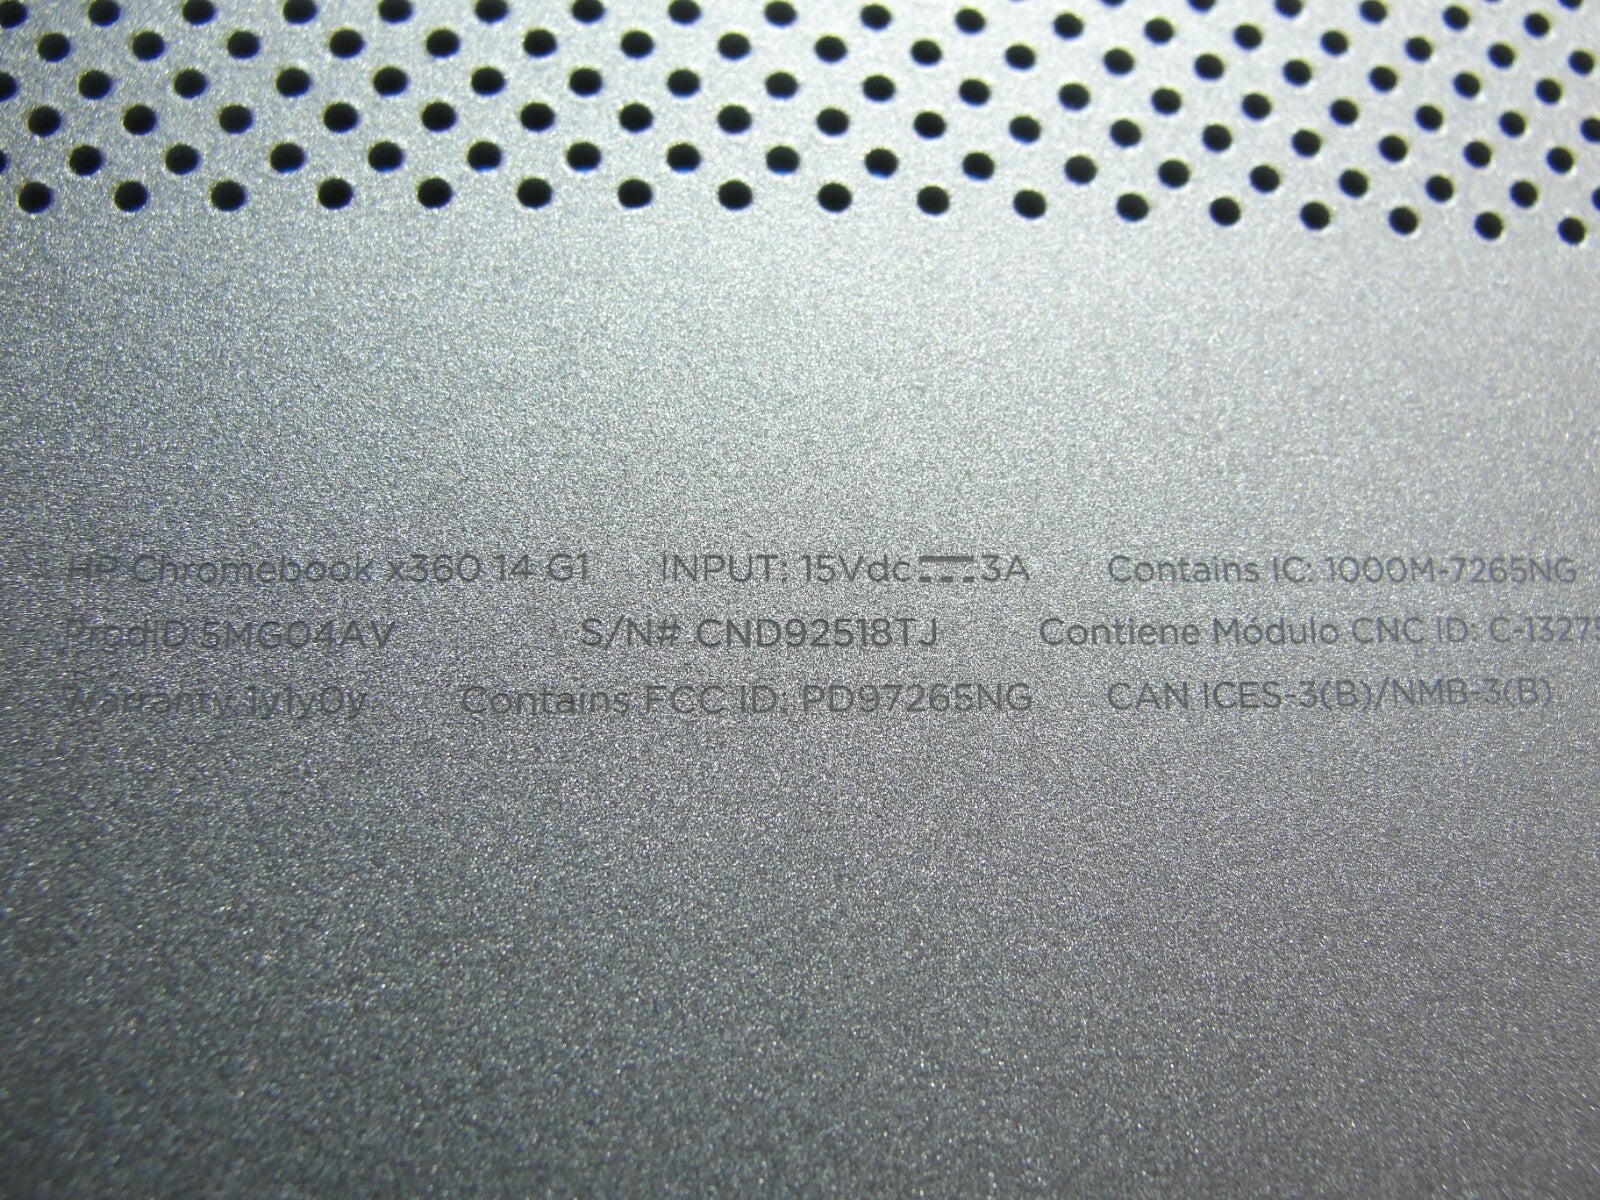 HP Chromebook x360 14 G1 INPUT: 15Vdc⎓3A Contains IC: 1000M-7265NG
ProdID 5MG04AV S/N# CND92518TJ Contiene Módulo CNC ID: C-13275
Warranty 1y1y0y Contains FCC ID: PD97265NG CAN ICES-3(B)/NMB-3(B)